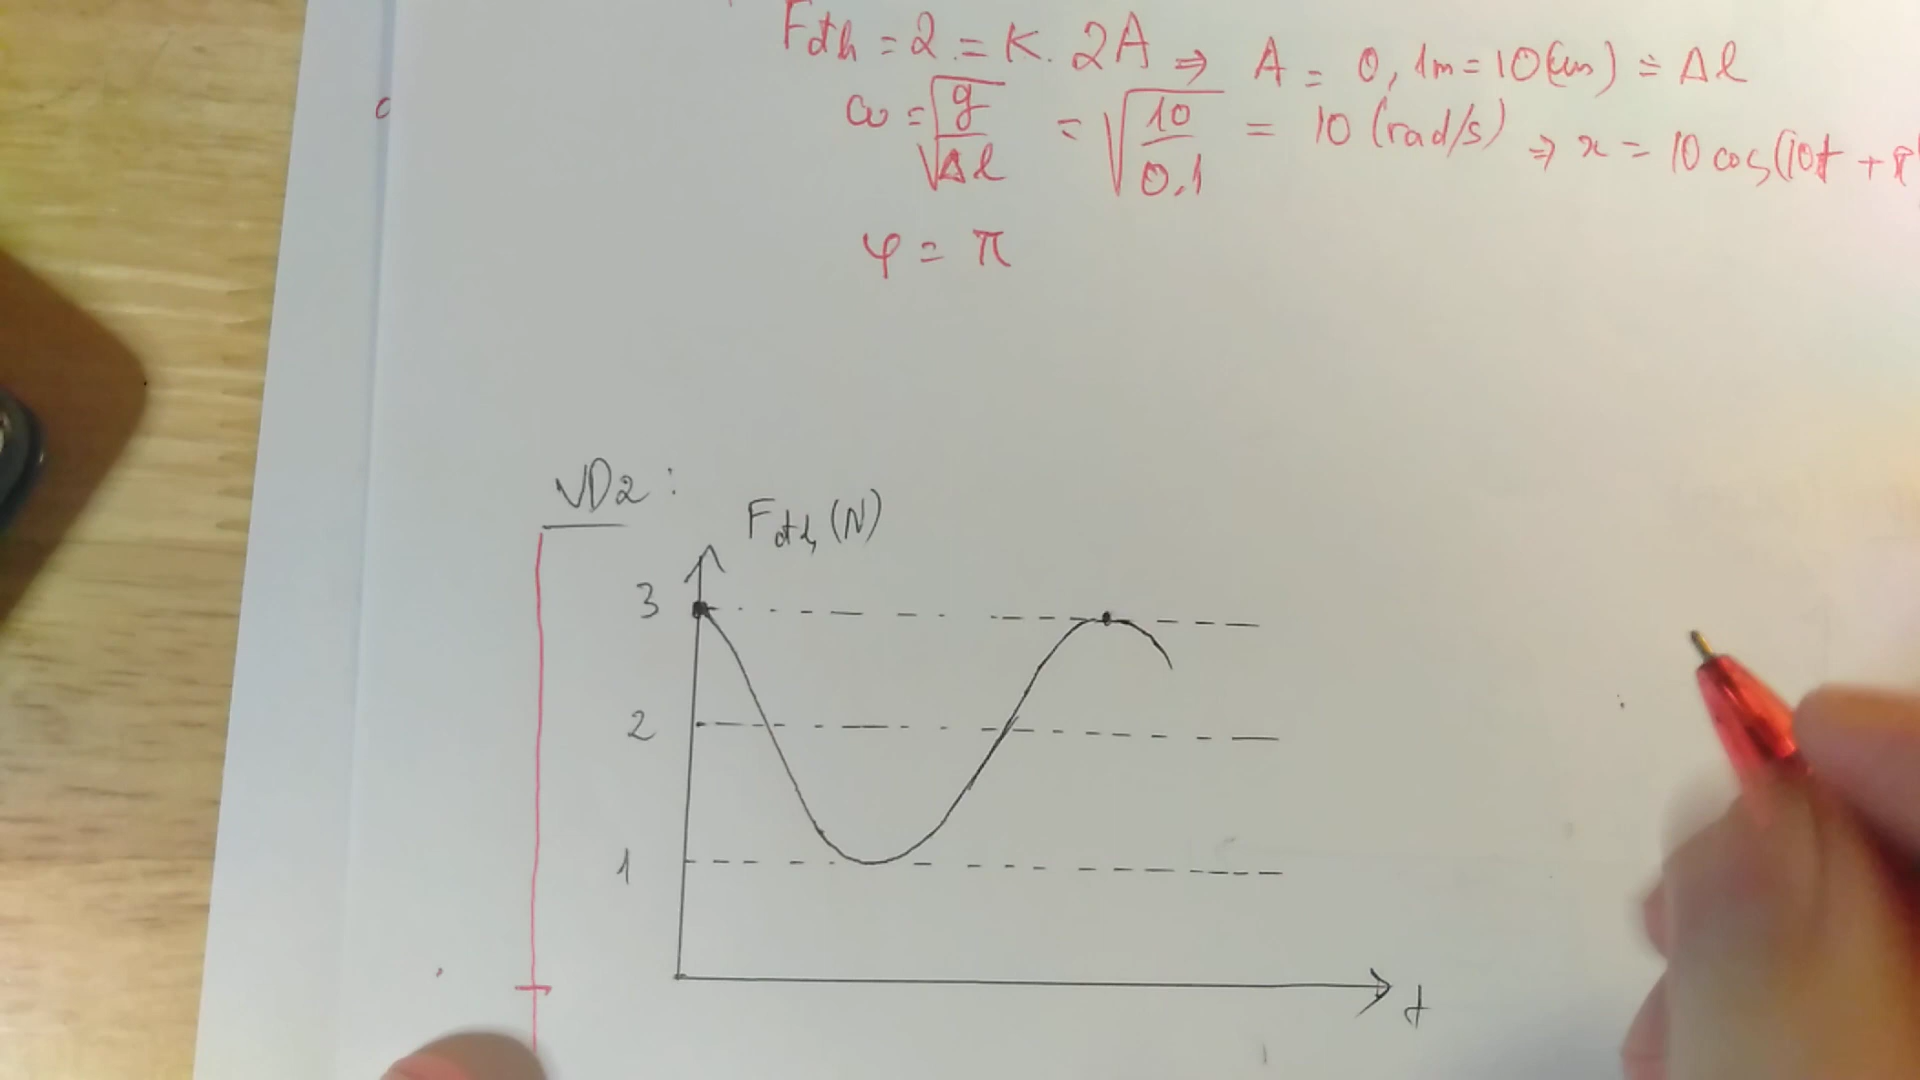 Fđh = 2 = K. 2A ⇒ A = 0,1m = 10(cm) = Δl
ω = √(g/Δl) = √(10/0,1) = 10 (rad/s) ⇒ x = 10 cos(10t + π
φ = π
VD2 :
Fđh (N)
3
2
1
t